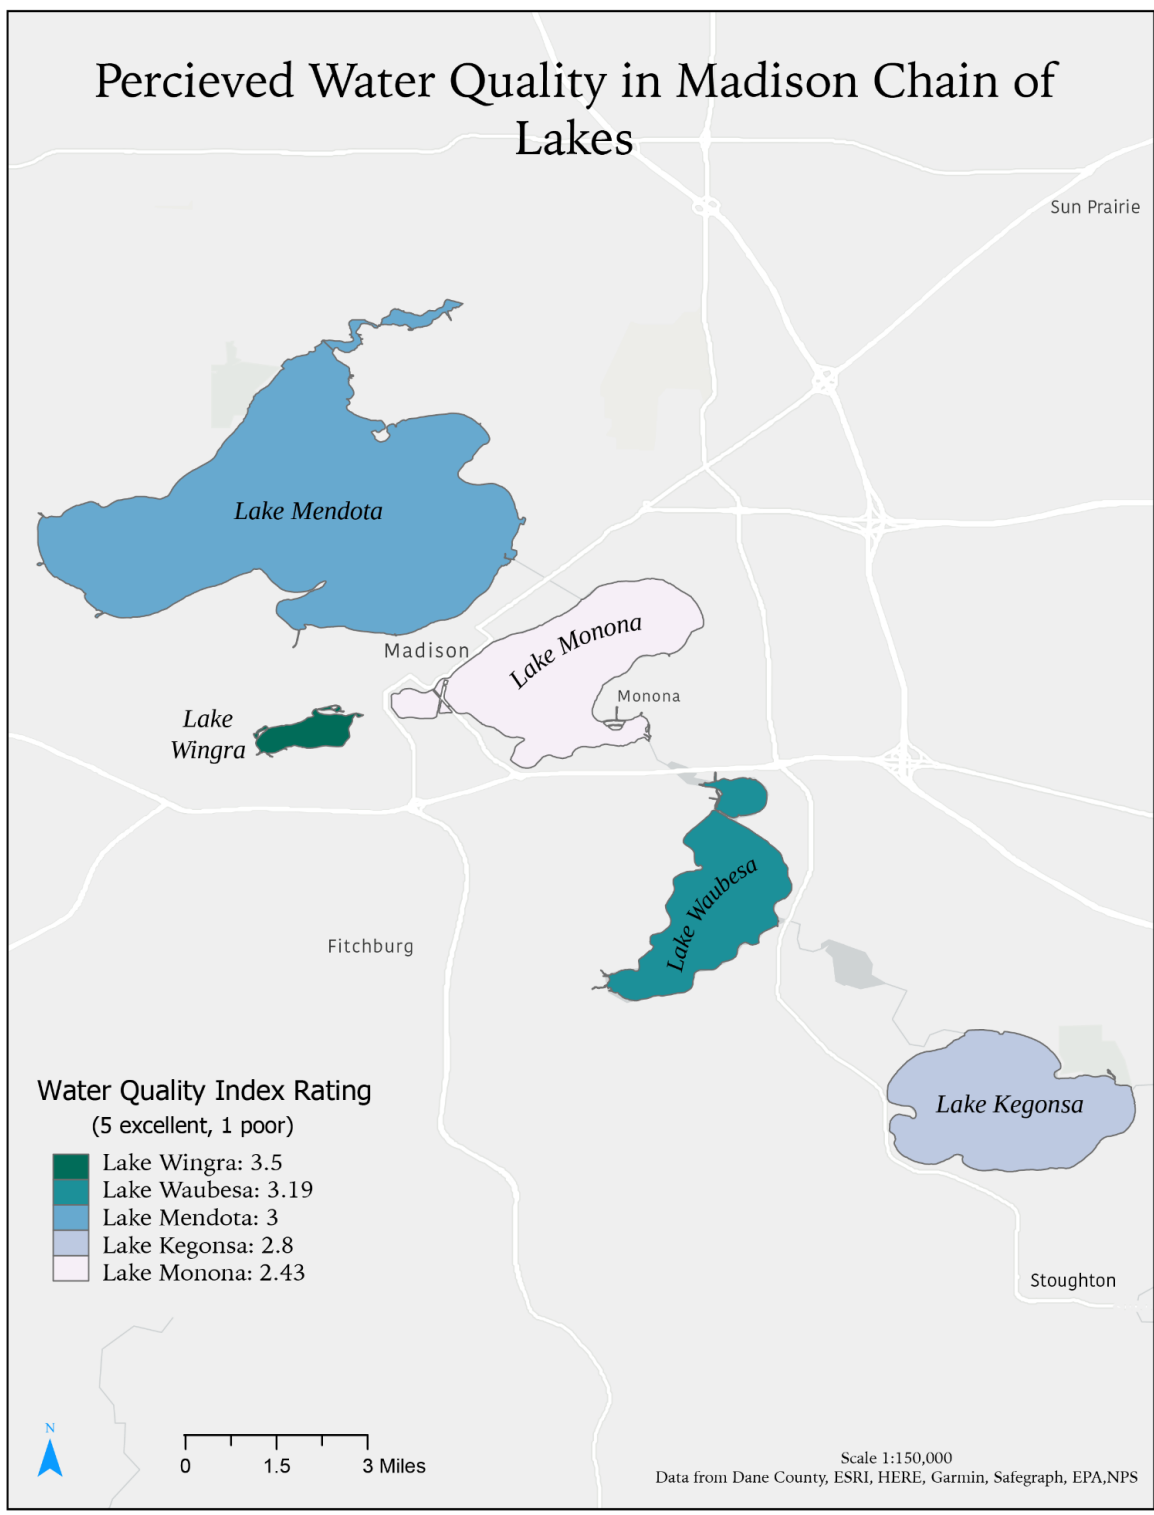 Percieved Water Quality in Madison Chain of
Lakes
Sun Prairie
Lake Mendota
Lake Monona
Madison
Monona
Lake
Wingra
Lake Waubesa
Fitchburg
Water Quality Index Rating
(5 excellent, 1 poor)
Lake Wingra: 3.5
Lake Waubesa: 3.19
Lake Mendota: 3
Lake Kegonsa: 2.8
Lake Monona: 2.43
Lake Kegonsa
Stoughton
N
0 1.5 3 Miles
Scale 1:150,000
Data from Dane County, ESRI, HERE, Garmin, Safegraph, EPA,NPS